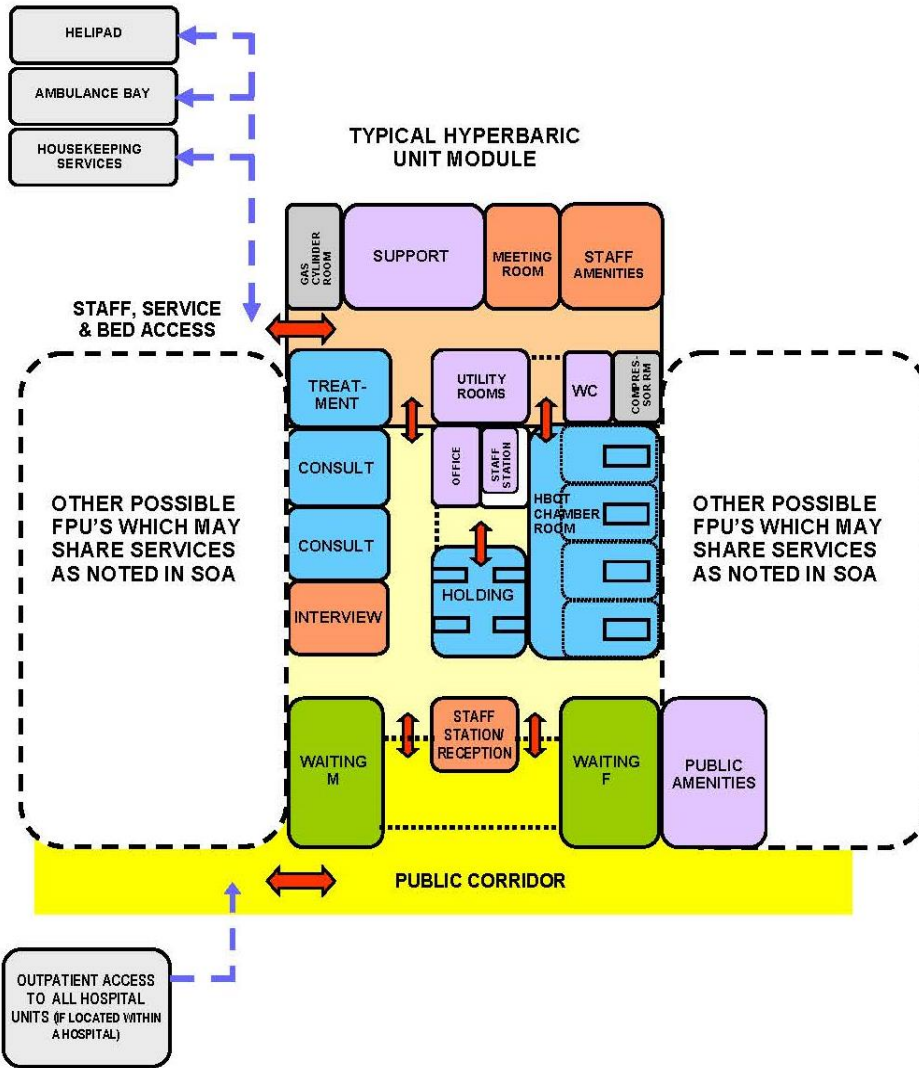 HELIPAD
AMBULANCE BAY
HOUSEKEEPING
SERVICES
TYPICAL HYPERBARIC
UNIT MODULE
GAS
CYLINDER
ROOM
SUPPORT
MEETING
ROOM
STAFF
AMENITIES
STAFF, SERVICE
& BED ACCESS
TREAT-
MENT
UTILITY
ROOMS
WC
COMPRES-
SOR RM
CONSULT
OFFICE
STAFF
STATION
HBOT
CHAMBER
ROOM
OTHER POSSIBLE
FPU'S WHICH MAY
SHARE SERVICES
AS NOTED IN SOA
OTHER POSSIBLE
FPU'S WHICH MAY
SHARE SERVICES
AS NOTED IN SOA
CONSULT
HOLDING
INTERVIEW
WAITING
M
STAFF
STATION/
RECEPTION
WAITING
F
PUBLIC
AMENITIES
PUBLIC CORRIDOR
OUTPATIENT ACCESS
TO ALL HOSPITAL
UNITS (IF LOCATED WITHIN
A HOSPITAL)